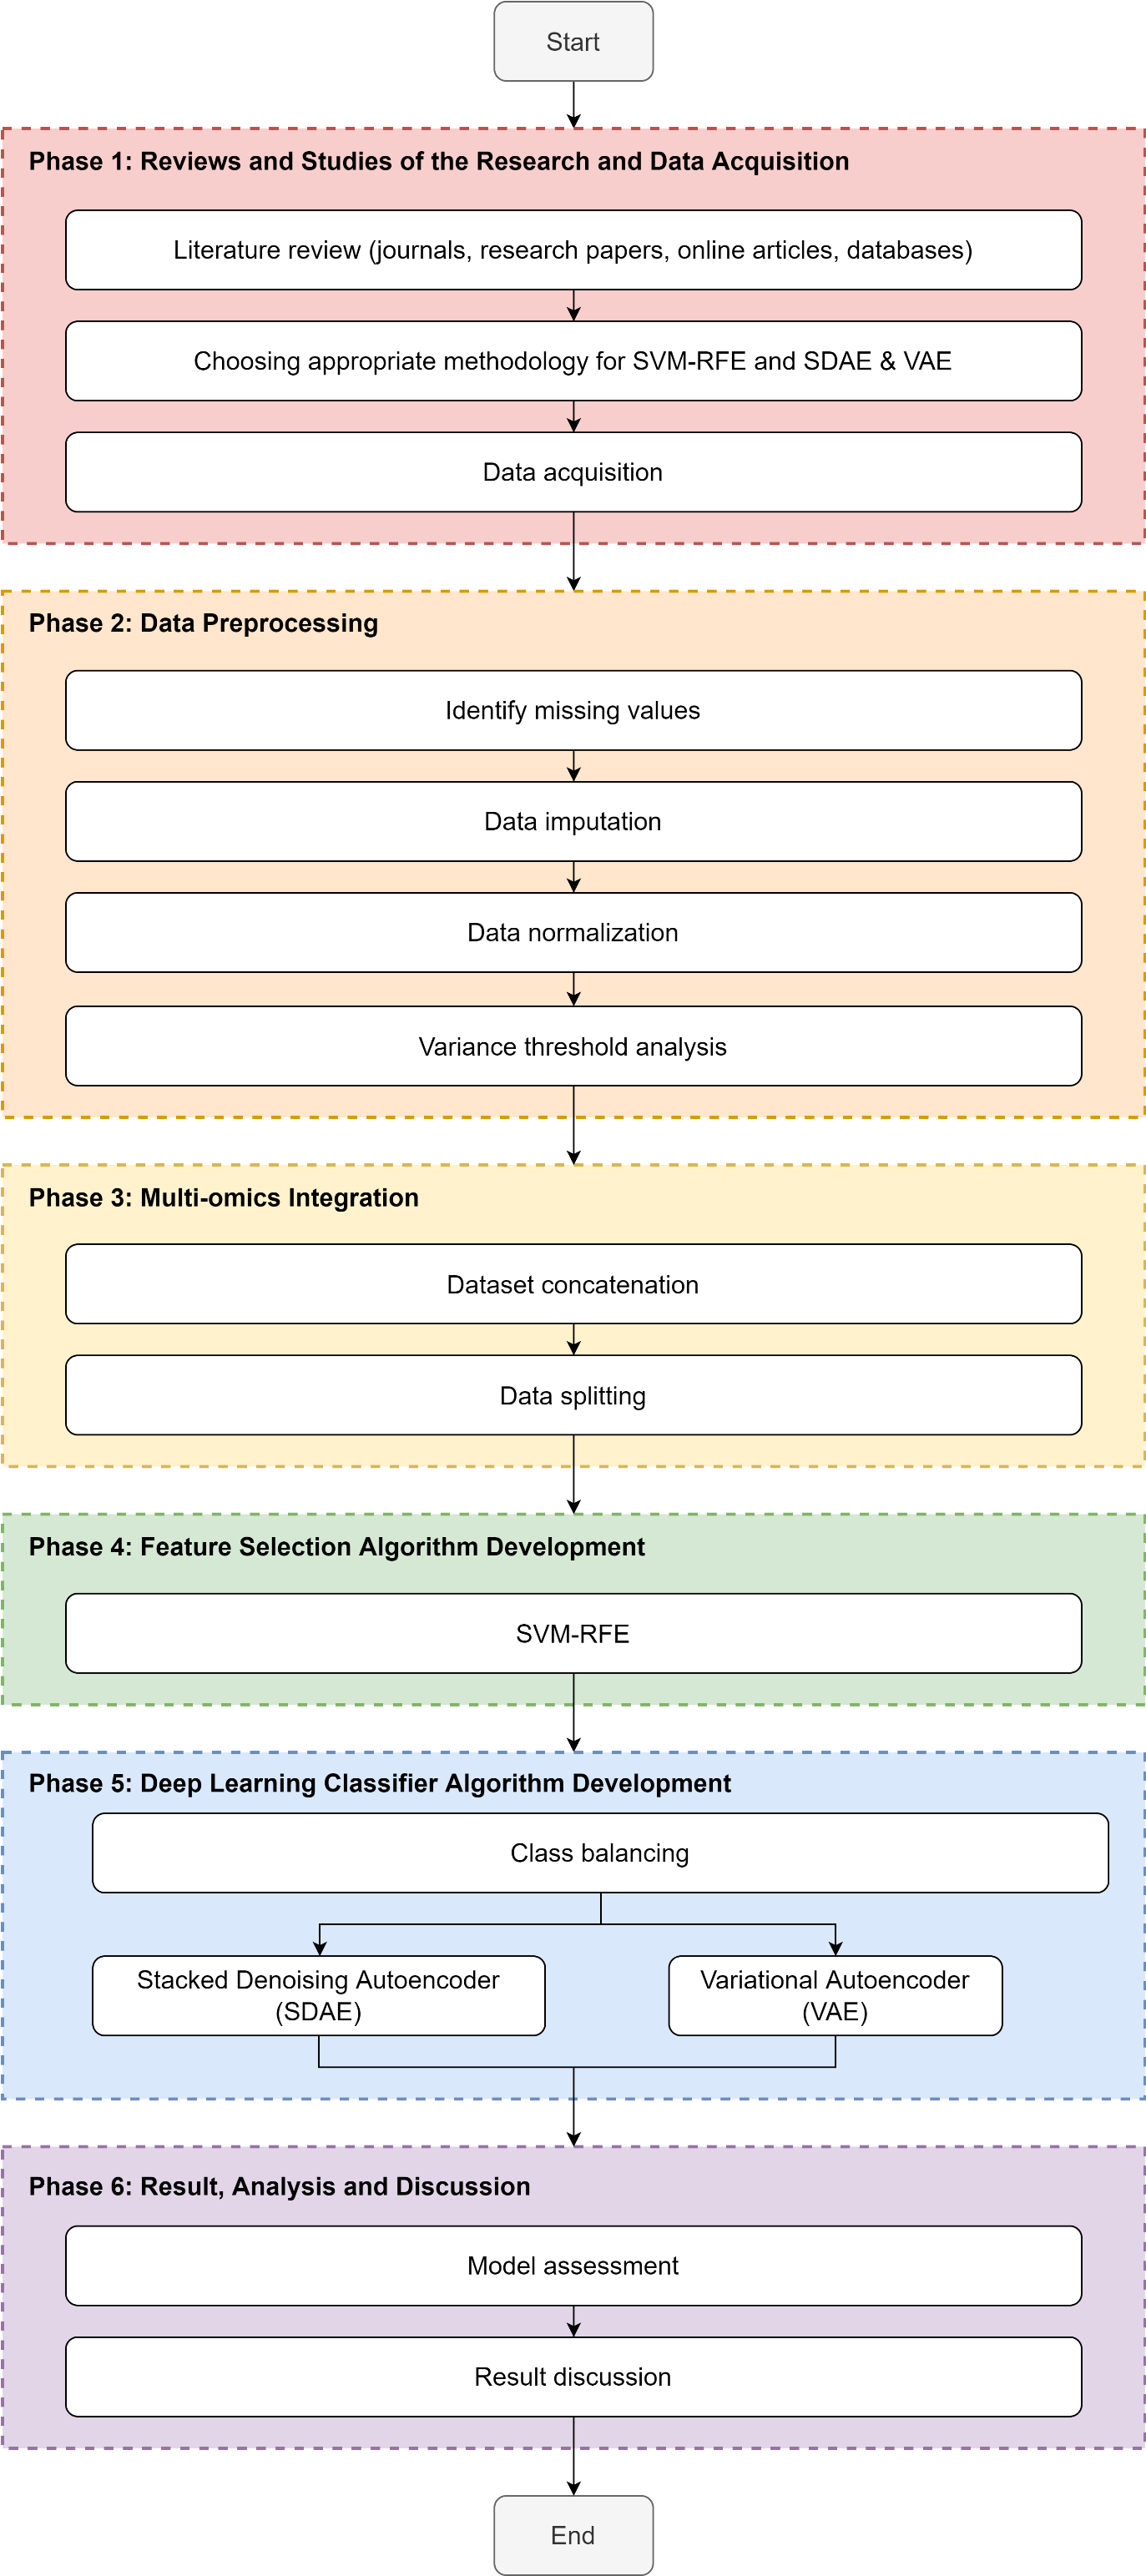 Start
Phase 1: Reviews and Studies of the Research and Data Acquisition
Literature review (journals, research papers, online articles, databases)
Choosing appropriate methodology for SVM-RFE and SDAE & VAE
Data acquisition
Phase 2: Data Preprocessing
Identify missing values
Data imputation
Data normalization
Variance threshold analysis
Phase 3: Multi-omics Integration
Dataset concatenation
Data splitting
Phase 4: Feature Selection Algorithm Development
SVM-RFE
Phase 5: Deep Learning Classifier Algorithm Development
Class balancing
Stacked Denoising Autoencoder
(SDAE)
Variational Autoencoder
(VAE)
Phase 6: Result, Analysis and Discussion
Model assessment
Result discussion
End